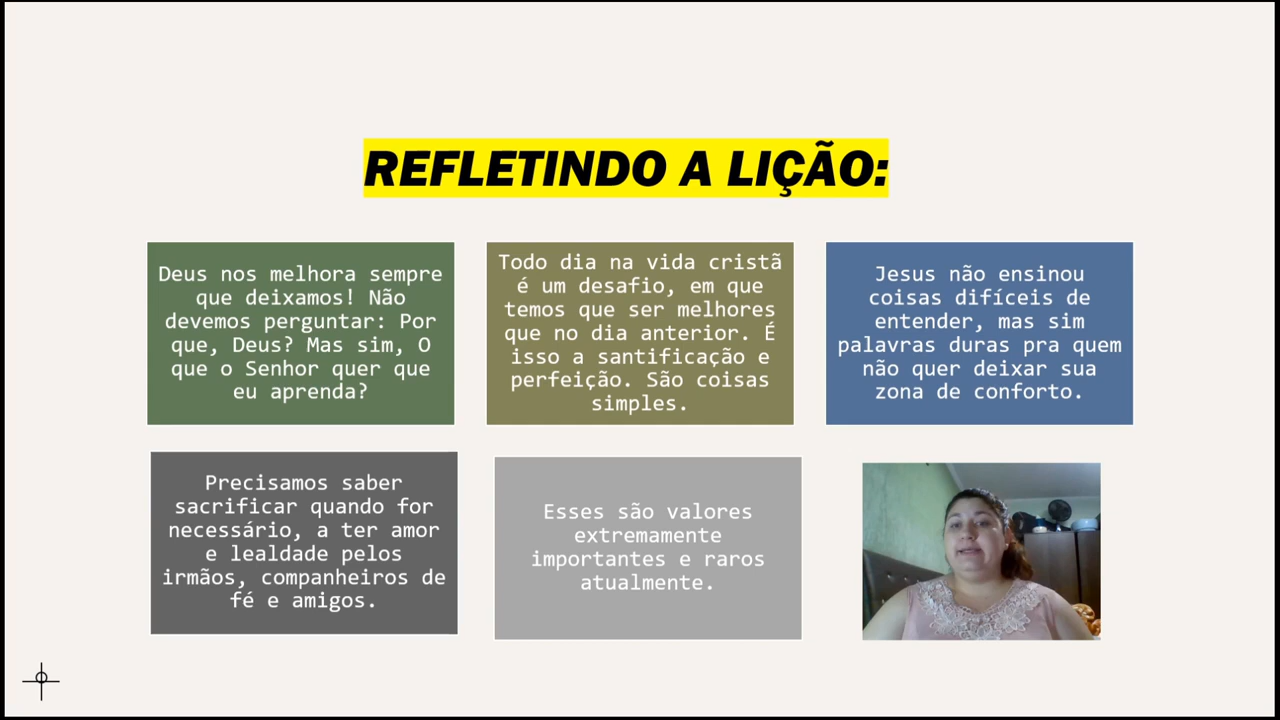 REFLETINDO A LIÇÃO:
Deus nos melhora sempre
que deixamos! Não
devemos perguntar: Por
que, Deus? Mas sim, O
que o Senhor quer que
eu aprenda?
Todo dia na vida cristã
é um desafio, em que
temos que ser melhores
que no dia anterior. É
isso a santificação e
perfeição. São coisas
simples.
Jesus não ensinou
coisas difíceis de
entender, mas sim
palavras duras pra quem
não quer deixar sua
zona de conforto.
Precisamos saber
sacrificar quando for
necessário, a ter amor
e lealdade pelos
irmãos, companheiros de
fé e amigos.
Esses são valores
extremamente
importantes e raros
atualmente.